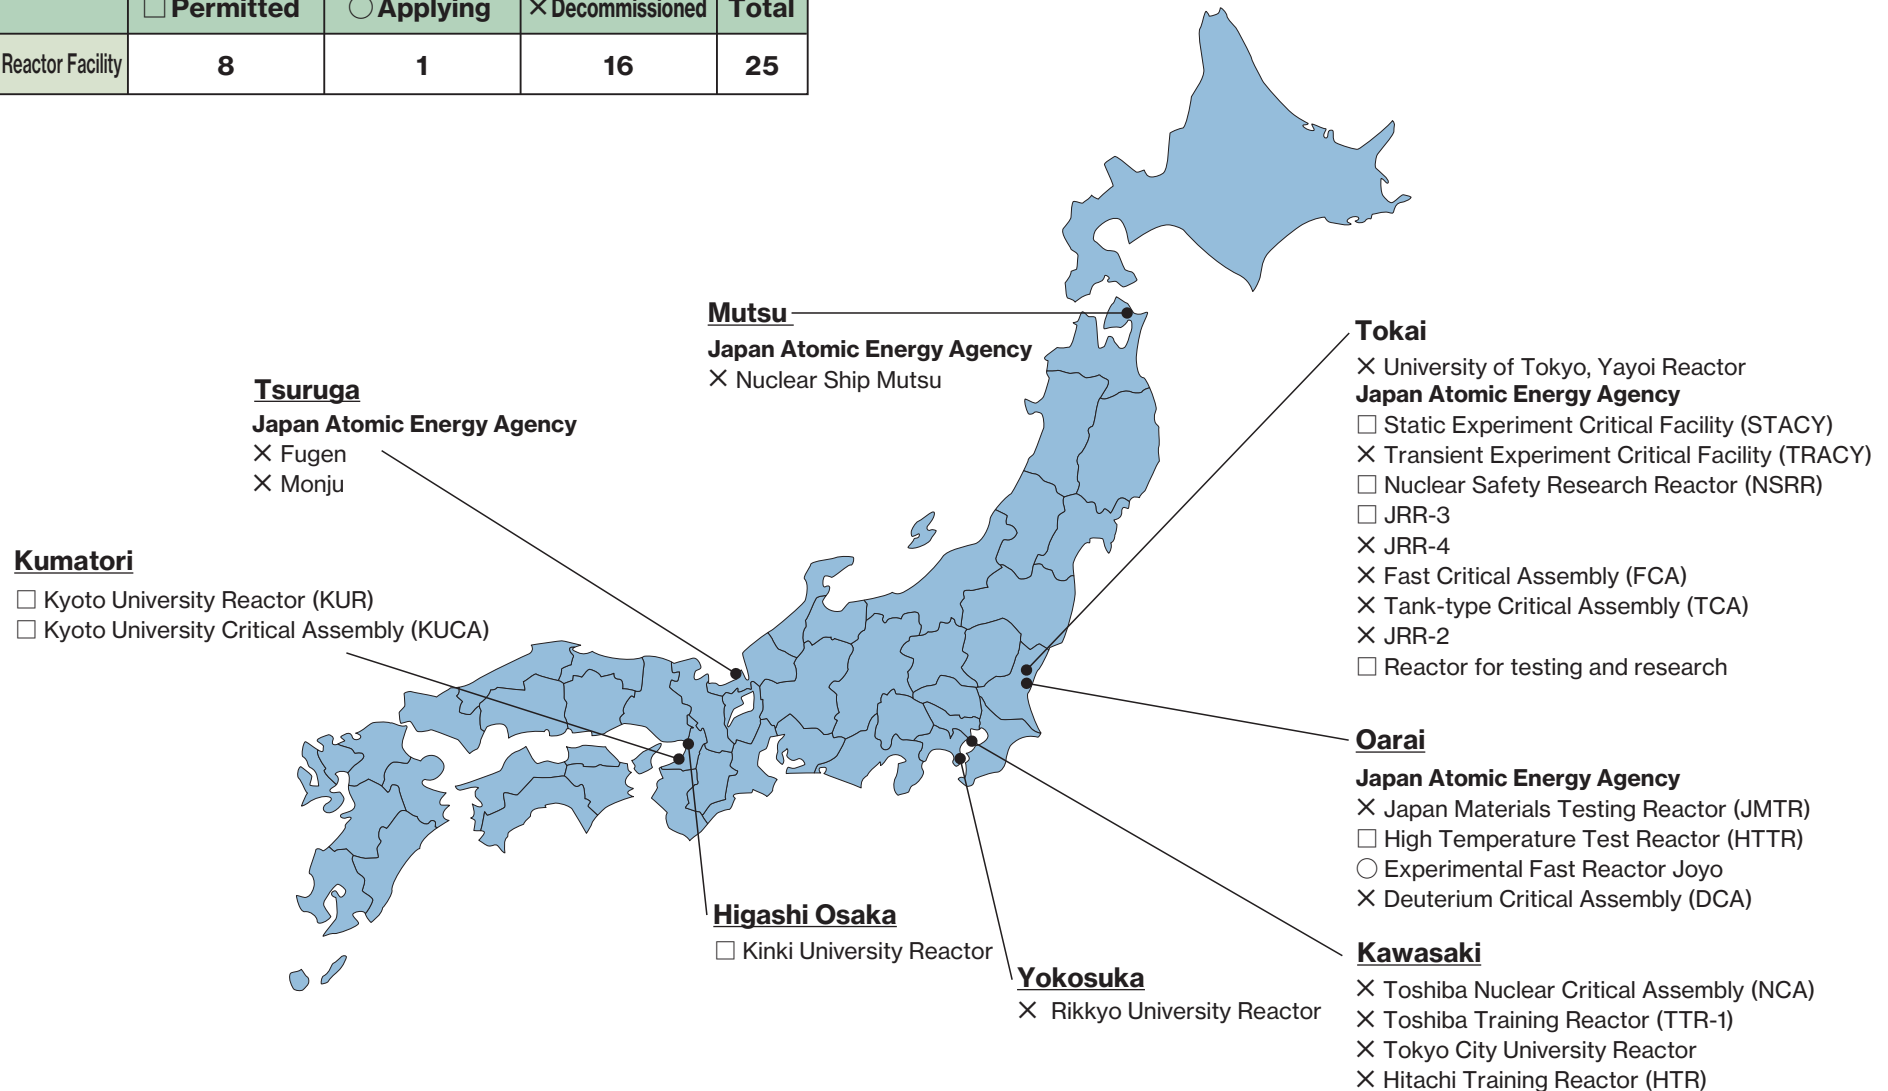 □ Permitted ○ Applying × Decommissioned Total
Reactor Facility 8 1 16 25
Mutsu
Japan Atomic Energy Agency
× Nuclear Ship Mutsu
Tsuruga
Japan Atomic Energy Agency
× Fugen
× Monju
Kumatori
□ Kyoto University Reactor (KUR)
□ Kyoto University Critical Assembly (KUCA)
Higashi Osaka
□ Kinki University Reactor
Yokosuka
× Rikkyo University Reactor
Tokai
× University of Tokyo, Yayoi Reactor
Japan Atomic Energy Agency
□ Static Experiment Critical Facility (STACY)
× Transient Experiment Critical Facility (TRACY)
□ Nuclear Safety Research Reactor (NSRR)
□ JRR-3
× JRR-4
× Fast Critical Assembly (FCA)
× Tank-type Critical Assembly (TCA)
× JRR-2
□ Reactor for testing and research
Oarai
Japan Atomic Energy Agency
× Japan Materials Testing Reactor (JMTR)
□ High Temperature Test Reactor (HTTR)
○ Experimental Fast Reactor Joyo
× Deuterium Critical Assembly (DCA)
Kawasaki
× Toshiba Nuclear Critical Assembly (NCA)
× Toshiba Training Reactor (TTR-1)
× Tokyo City University Reactor
× Hitachi Training Reactor (HTR)